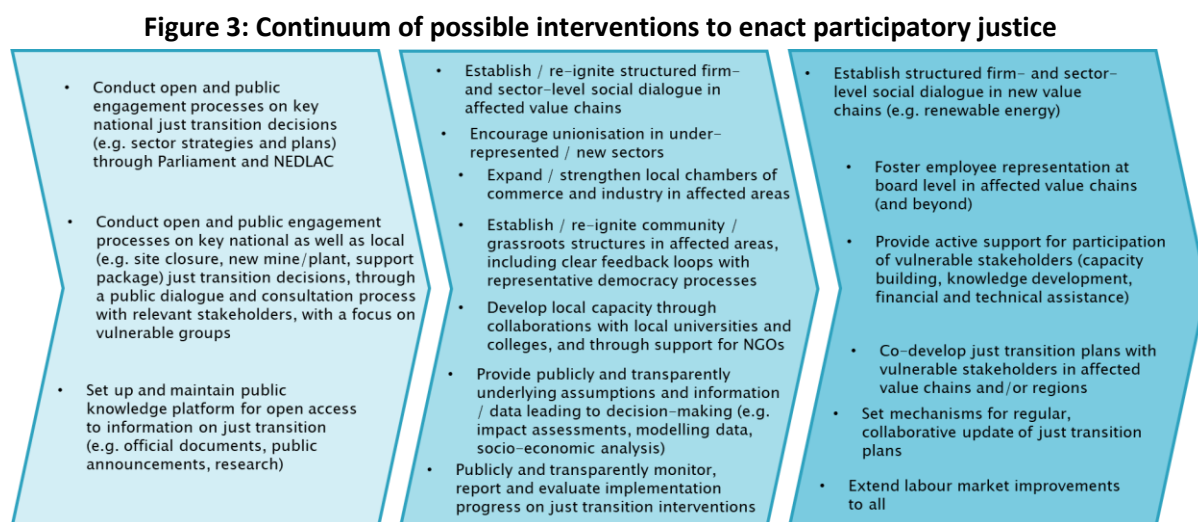 Figure 3: Continuum of possible interventions to enact participatory justice
• Conduct open and public
engagement processes on key
national just transition decisions
(e.g. sector strategies and plans)
through Parliament and NEDLAC
• Conduct open and public engagement
processes on key national as well as local
(e.g. site closure, new mine/plant, support
package) just transition decisions, through
a public dialogue and consultation process
with relevant stakeholders, with a focus on
vulnerable groups
• Set up and maintain public
knowledge platform for open access
to information on just transition
(e.g. official documents, public
announcements, research)
• Establish / re-ignite structured firm-
and sector-level social dialogue in
affected value chains
• Encourage unionisation in under-
represented / new sectors
• Expand / strengthen local chambers of
commerce and industry in affected areas
• Establish / re-ignite community /
grassroots structures in affected areas,
including clear feedback loops with
representative democracy processes
• Develop local capacity through
collaborations with local universities and
colleges, and through support for NGOs
• Provide publicly and transparently
underlying assumptions and information
/ data leading to decision-making (e.g.
impact assessments, modelling data,
socio-economic analysis)
• Publicly and transparently monitor,
report and evaluate implementation
progress on just transition interventions
• Establish structured firm- and sector-
level social dialogue in new value
chains (e.g. renewable energy)
• Foster employee representation at
board level in affected value chains
(and beyond)
• Provide active support for participation
of vulnerable stakeholders (capacity
building, knowledge development,
financial and technical assistance)
• Co-develop just transition plans with
vulnerable stakeholders in affected
value chains and/or regions
• Set mechanisms for regular,
collaborative update of just transition
plans
• Extend labour market improvements
to all